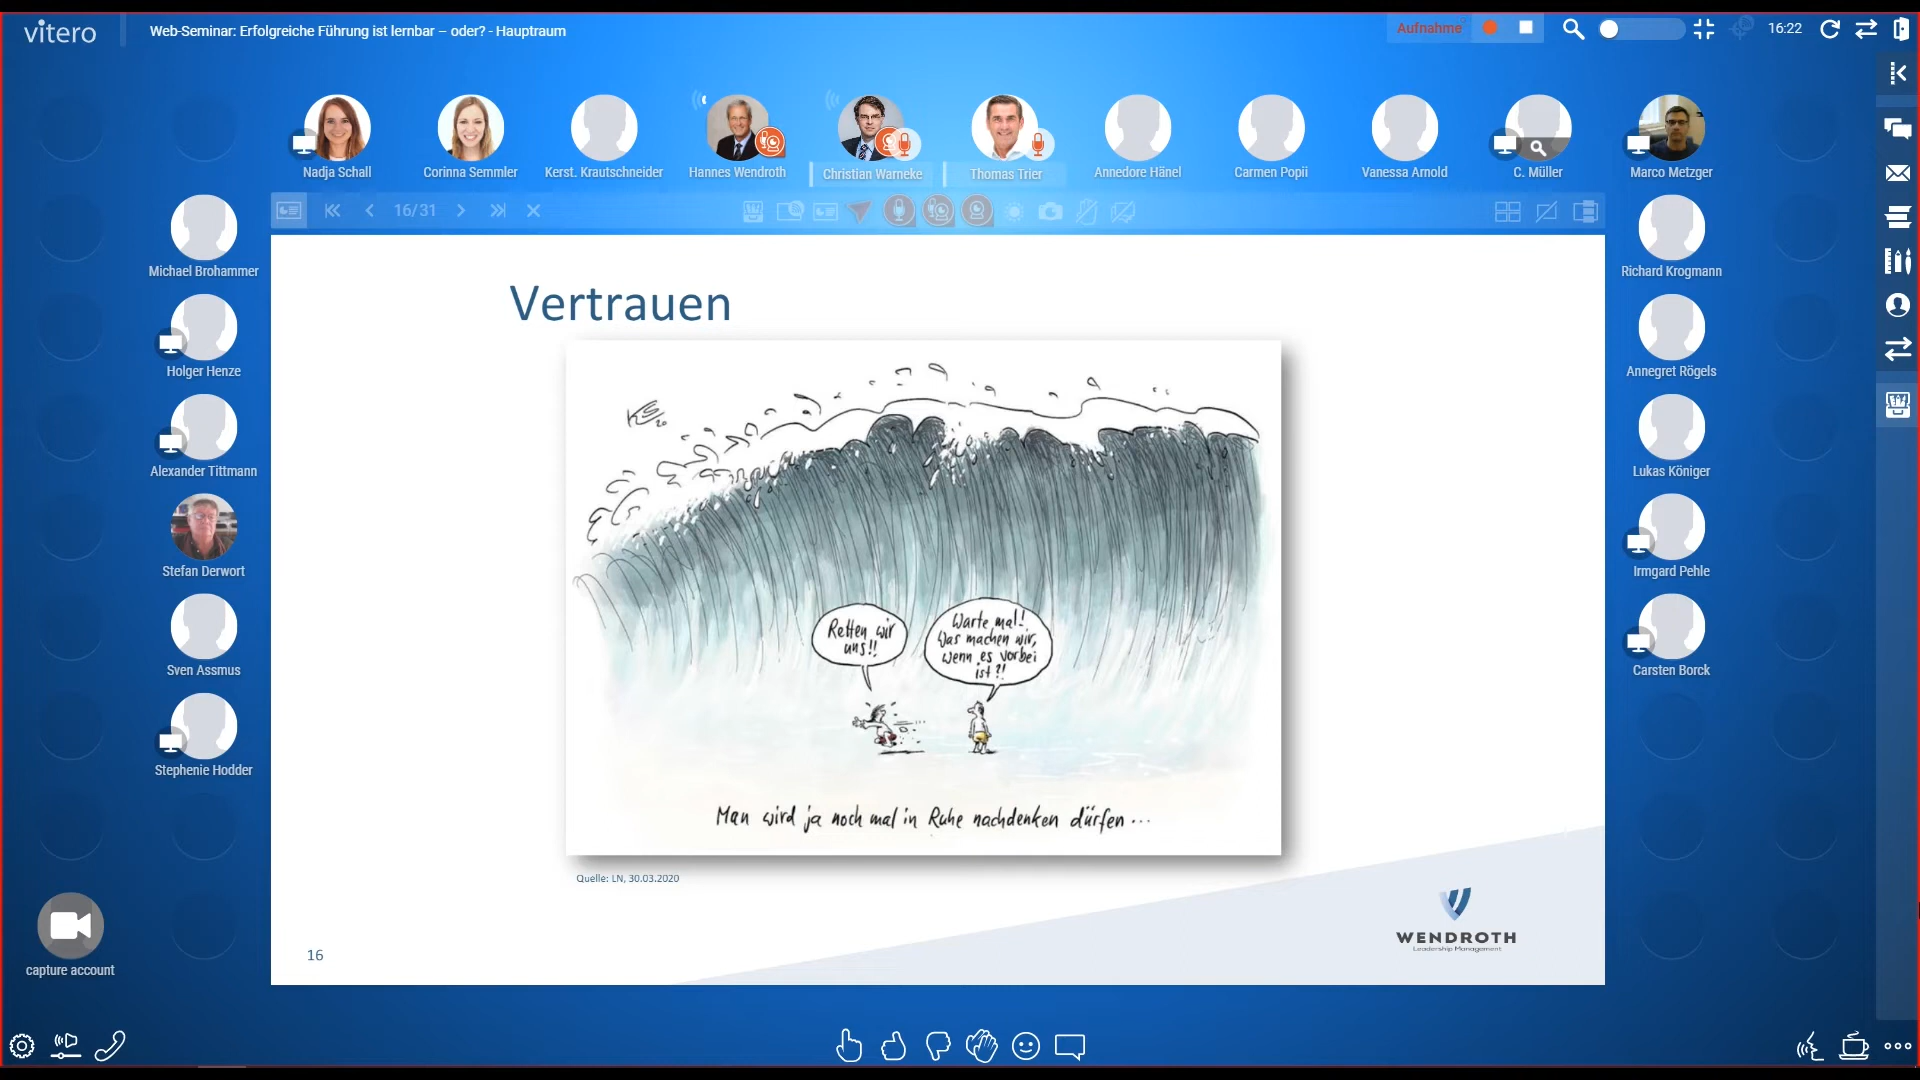 vitero
Web-Seminar: Erfolgreiche Führung ist lernbar – oder? - Hauptraum
Aufnahme
16:22
Nadja Schall
Corinna Semmler
Kerst. Krautschneider
Hannes Wendroth
Christian Warneke
Thomas Trier
Annedore Hänel
Carmen Popii
Vanessa Arnold
C. Müller
Marco Metzger
16/31
Michael Brohammer
Holger Henze
Alexander Tittmann
Stefan Derwort
Sven Assmus
Stephenie Hodder
Richard Krogmann
Annegret Rögels
Lukas Königer
Irmgard Pehle
Carsten Borck
Vertrauen
20
Retten wir
uns!!
Warte mal!
Was machen wir,
wenn es vorbei
ist?!
Man wird ja noch mal in Ruhe nachdenken dürfen ...
Quelle: LN, 30.03.2020
WENDROTH
Leadership Management
16
capture account